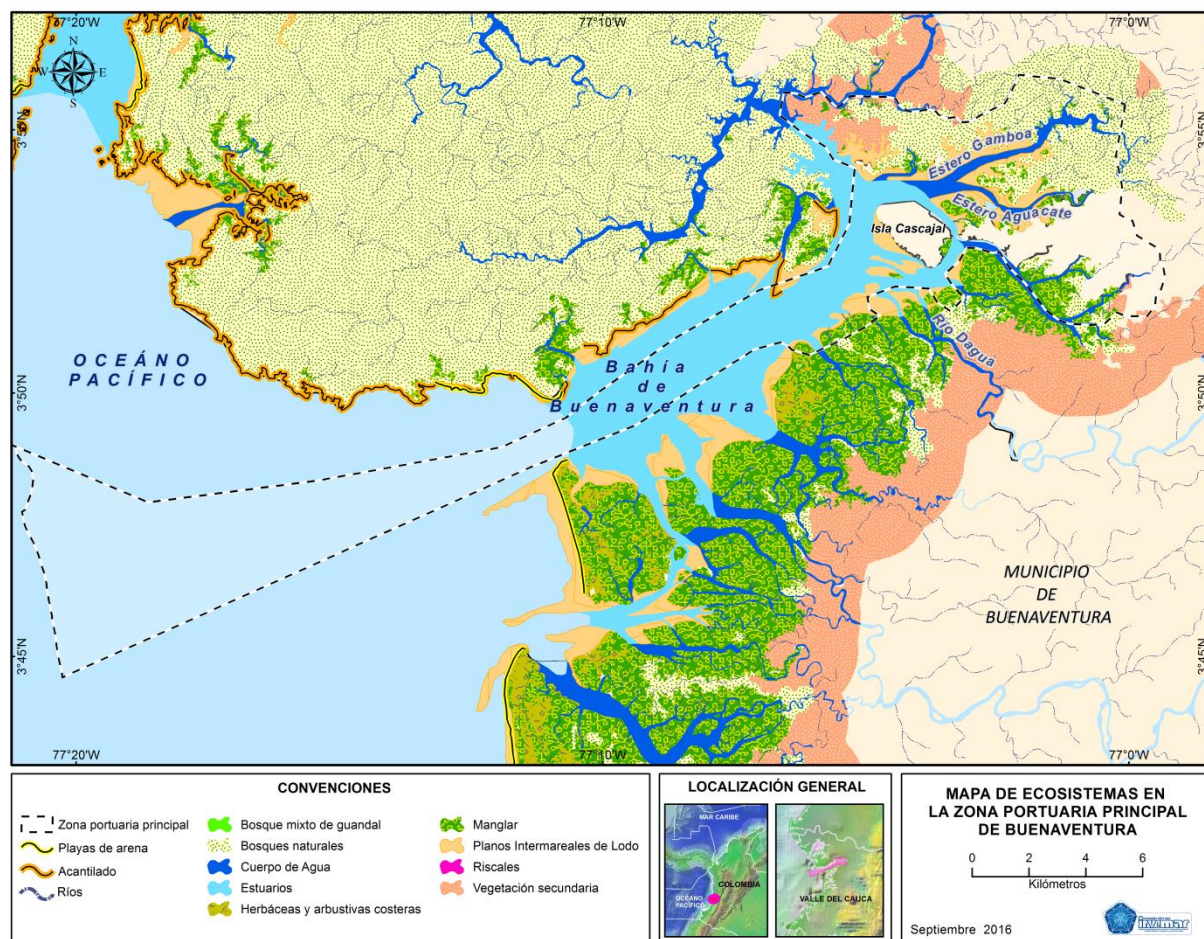 77°20'W
77°10'W
77°0'W
N
W
E
S
3°55'N
Estero Gamboa
Estero Aguacate
Isla Cascajal
OCEÁNO
PACÍFICO
Bahía
de
Buenaventura
Río Dagua
3°50'N
3°50'N
MUNICIPIO
DE
BUENAVENTURA
3°45'N
3°45'N
77°20'W
77°10'W
77°0'W
CONVENCIONES
Zona portuaria principal
Playas de arena
Acantilado
Ríos
Bosque mixto de guandal
Bosques naturales
Cuerpo de Agua
Estuarios
Herbáceas y arbustivas costeras
Manglar
Planos Intermareales de Lodo
Riscales
Vegetación secundaria
LOCALIZACIÓN GENERAL
MAR CARIBE
COLOMBIA
OCÉANO
PACÍFICO
VALLE DEL CAUCA
MAPA DE ECOSISTEMAS EN
LA ZONA PORTUARIA PRINCIPAL
DE BUENAVENTURA
0 2 4 6
Kilómetros
Septiembre 2016
invemar